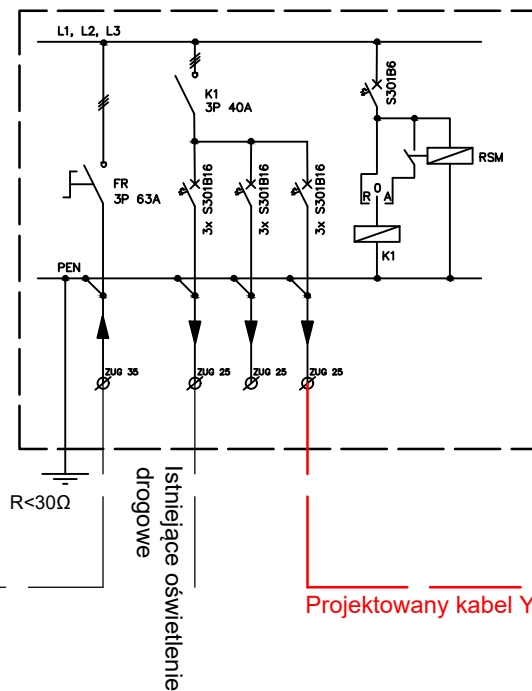 L1, L2, L3
K1
3P 40A
S301B6
RSM
FR
3P 63A
3x S301B16
3x S301B16
3x S301B16
R O A
K1
PEN
ZUG 35
ZUG 25
ZUG 25
ZUG 25
R<30Ω
Istniejące oświetlenie
drogowe
Projektowany kabel Y